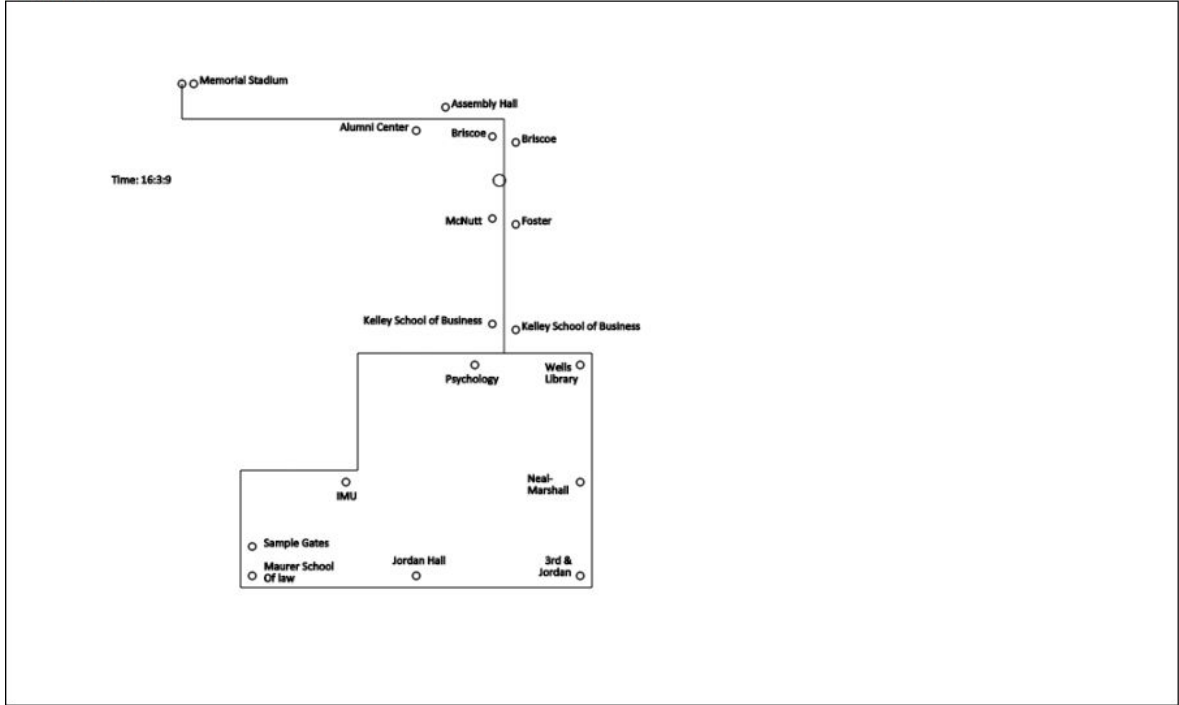 Memorial Stadium
Assembly Hall
Alumni Center
Briscoe
Briscoe
Time: 16:3:9
McNutt
Foster
Kelley School of Business
Kelley School of Business
Psychology
Wells
Library
IMU
Neal-
Marshall
Sample Gates
Maurer School
Of law
Jordan Hall
3rd &
Jordan